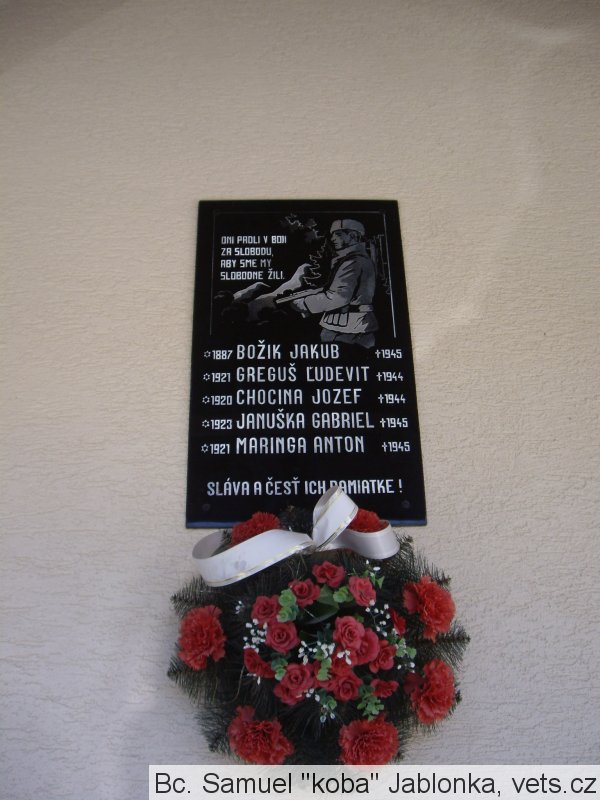 ONI PADLI V BOJI
ZA SLOBODU,
ABY SME MY
SLOBODNE ŽILI.
✡1887 BOŽIK JAKUB †1945
✡1921 GREGUŠ ĽUDEVIT †1944
✡1920 CHOCINA JOZEF †1944
✡1923 JANUŠKA GABRIEL †1945
✡1921 MARINGA ANTON †1945
SLÁVA A ČESŤ ICH PAMIATKE !
Bc. Samuel "koba" Jablonka, vets.cz